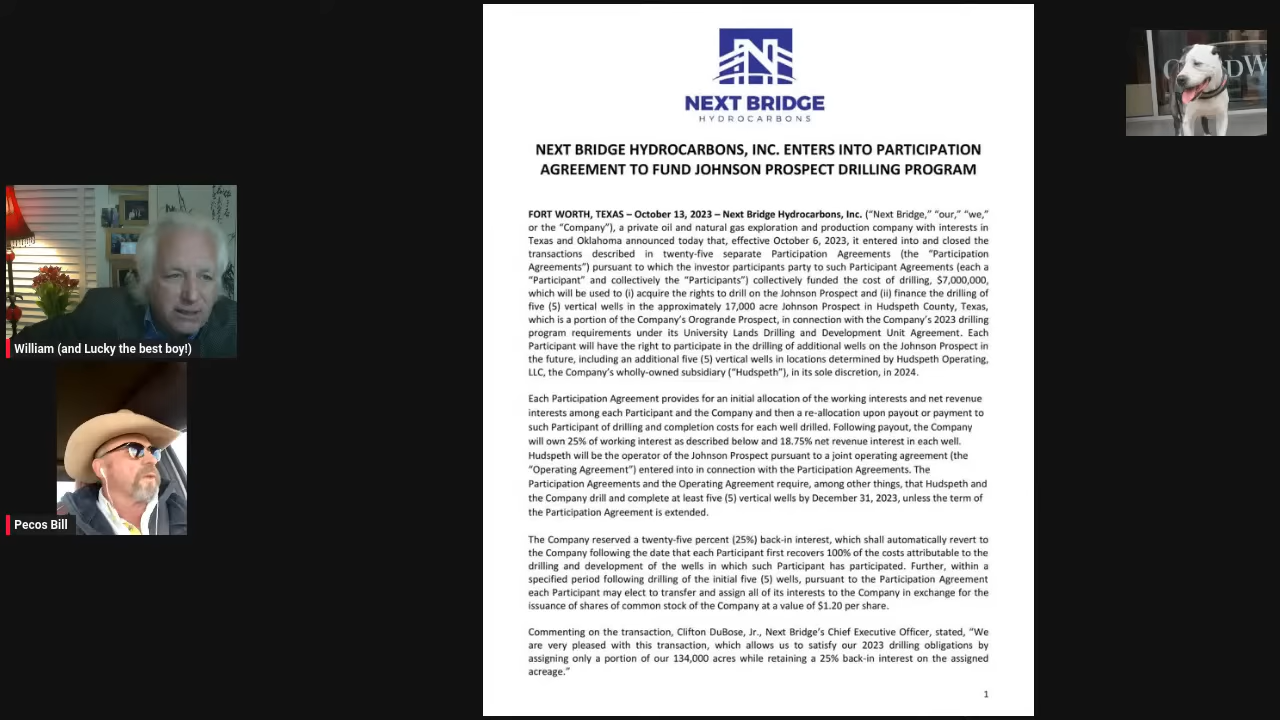 NEXT BRIDGE
HYDROCARBONS
NEXT BRIDGE HYDROCARBONS, INC. ENTERS INTO PARTICIPATION
AGREEMENT TO FUND JOHNSON PROSPECT DRILLING PROGRAM
FORT WORTH, TEXAS – October 13, 2023 – Next Bridge Hydrocarbons, Inc. (“Next Bridge,” “our,” “we,”
or the “Company”), a private oil and natural gas exploration and production company with interests in
Texas and Oklahoma announced today that, effective October 6, 2023, it entered into and closed the
transactions described in twenty-five separate Participation Agreements (the “Participation
Agreements”) pursuant to which the investor participants party to such Participant Agreements (each a
“Participant” and collectively the “Participants”) collectively funded the cost of drilling, $7,000,000,
which will be used to (i) acquire the rights to drill on the Johnson Prospect and (ii) finance the drilling of
five (5) vertical wells in the approximately 17,000 acre Johnson Prospect in Hudspeth County, Texas,
which is a portion of the Company’s Orogrande Prospect, in connection with the Company’s 2023 drilling
program requirements under its University Lands Drilling and Development Unit Agreement. Each
Participant will have the right to participate in the drilling of additional wells on the Johnson Prospect in
the future, including an additional five (5) vertical wells in locations determined by Hudspeth Operating,
LLC, the Company’s wholly-owned subsidiary (“Hudspeth”), in its sole discretion, in 2024.
Each Participation Agreement provides for an initial allocation of the working interests and net revenue
interests among each Participant and the Company and then a re-allocation upon payout or payment to
such Participant of drilling and completion costs for each well drilled. Following payout, the Company
will own 25% of working interest as described below and 18.75% net revenue interest in each well.
Hudspeth will be the operator of the Johnson Prospect pursuant to a joint operating agreement (the
“Operating Agreement”) entered into in connection with the Participation Agreements. The
Participation Agreements and the Operating Agreement require, among other things, that Hudspeth and
the Company drill and complete at least five (5) vertical wells by December 31, 2023, unless the term of
the Participation Agreement is extended.
The Company reserved a twenty-five percent (25%) back-in interest, which shall automatically revert to
the Company following the date that each Participant first recovers 100% of the costs attributable to the
drilling and development of the wells in which such Participant has participated. Further, within a
specified period following drilling of the initial five (5) wells, pursuant to the Participation Agreement
each Participant may elect to transfer and assign all of its interests to the Company in exchange for the
issuance of shares of common stock of the Company at a value of $1.20 per share.
Commenting on the transaction, Clifton DuBose, Jr., Next Bridge’s Chief Executive Officer, stated, “We
are very pleased with this transaction, which allows us to satisfy our 2023 drilling obligations by
assigning only a portion of our 134,000 acres while retaining a 25% back-in interest on the assigned
acreage.”
1
William (and Lucky the best boy!)
Pecos Bill